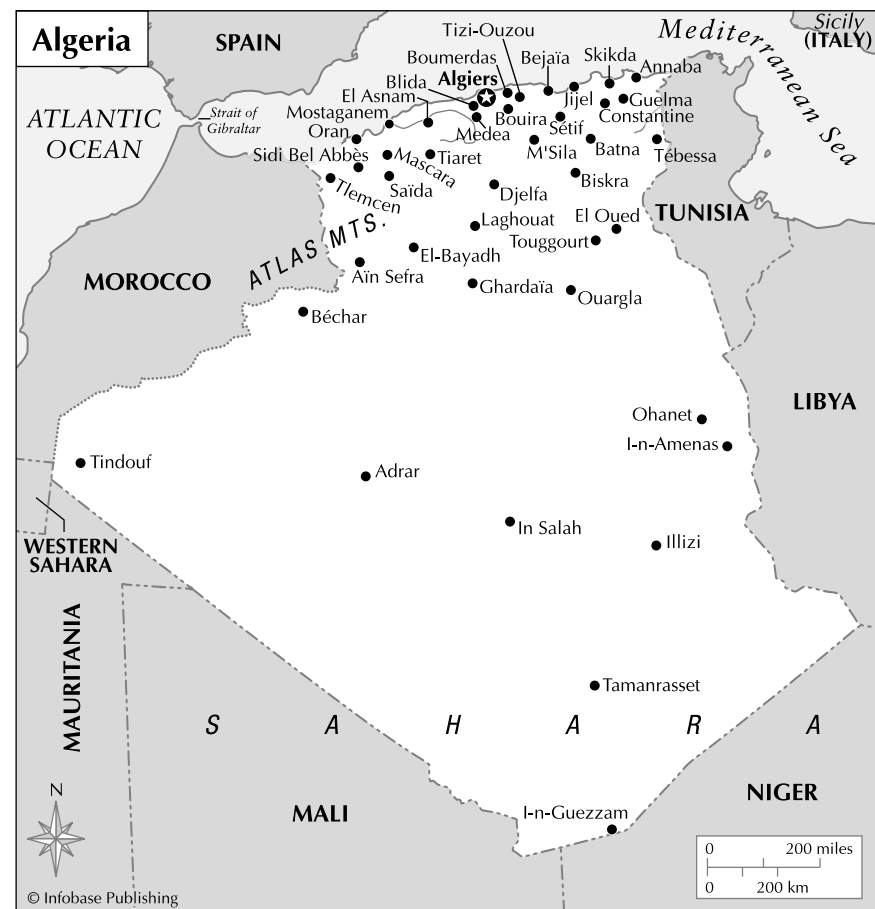 Algeria
SPAIN
Sicily
(ITALY)
Mediterranean Sea
Tizi-Ouzou
Boumerdas
Bejaïa
Skikda
Annaba
Blida
Algiers
El Asnam
Mostaganem
Oran
Jijel
Guelma
Constantine
Strait of
Gibraltar
ATLANTIC
OCEAN
Medea
Bouira
Sétif
Sidi Bel Abbès
Mascara
Tiaret
M'Sila
Batna
Tébessa
Tlemcen
Saïda
Djelfa
Biskra
Laghouat
El Oued
TUNISIA
Touggourt
ATLAS MTS.
El-Bayadh
MOROCCO
Aïn Sefra
Ghardaïa
Ouargla
Béchar
LIBYA
Ohanet
I-n-Amenas
Tindouf
Adrar
In Salah
Illizi
WESTERN
SAHARA
MAURITANIA
Tamanrasset
S A H A R A
N
MALI
NIGER
I-n-Guezzam
0 200 miles
0 200 km
© Infobase Publishing